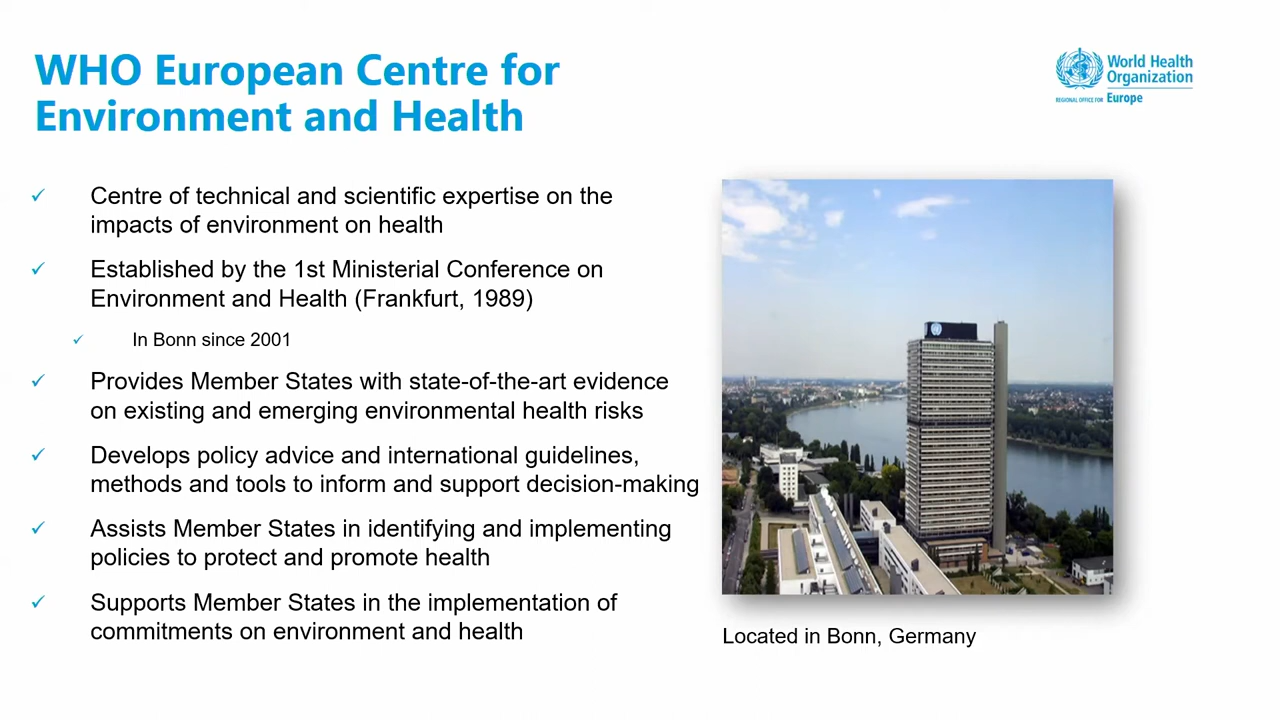 WHO European Centre for
Environment and Health
World Health
Organization
REGIONAL OFFICE FOR Europe
Centre of technical and scientific expertise on the
impacts of environment on health
Established by the 1st Ministerial Conference on
Environment and Health (Frankfurt, 1989)
In Bonn since 2001
Provides Member States with state-of-the-art evidence
on existing and emerging environmental health risks
Develops policy advice and international guidelines,
methods and tools to inform and support decision-making
Assists Member States in identifying and implementing
policies to protect and promote health
Supports Member States in the implementation of
commitments on environment and health
Located in Bonn, Germany